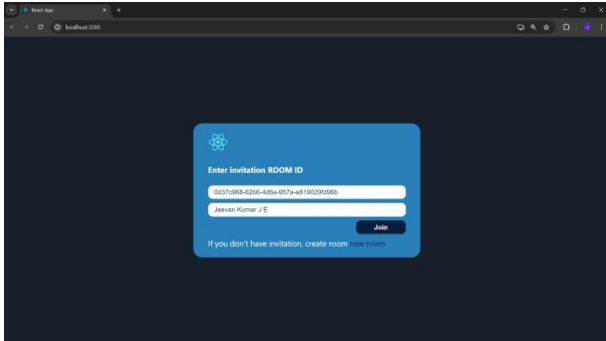 React App
localhost:3000
Enter invitation ROOM ID
0d37c968-62b6-4d6a-957a-e819029fd96b
Jeevan Kumar J E
Join
If you don't have invitation, create room new room